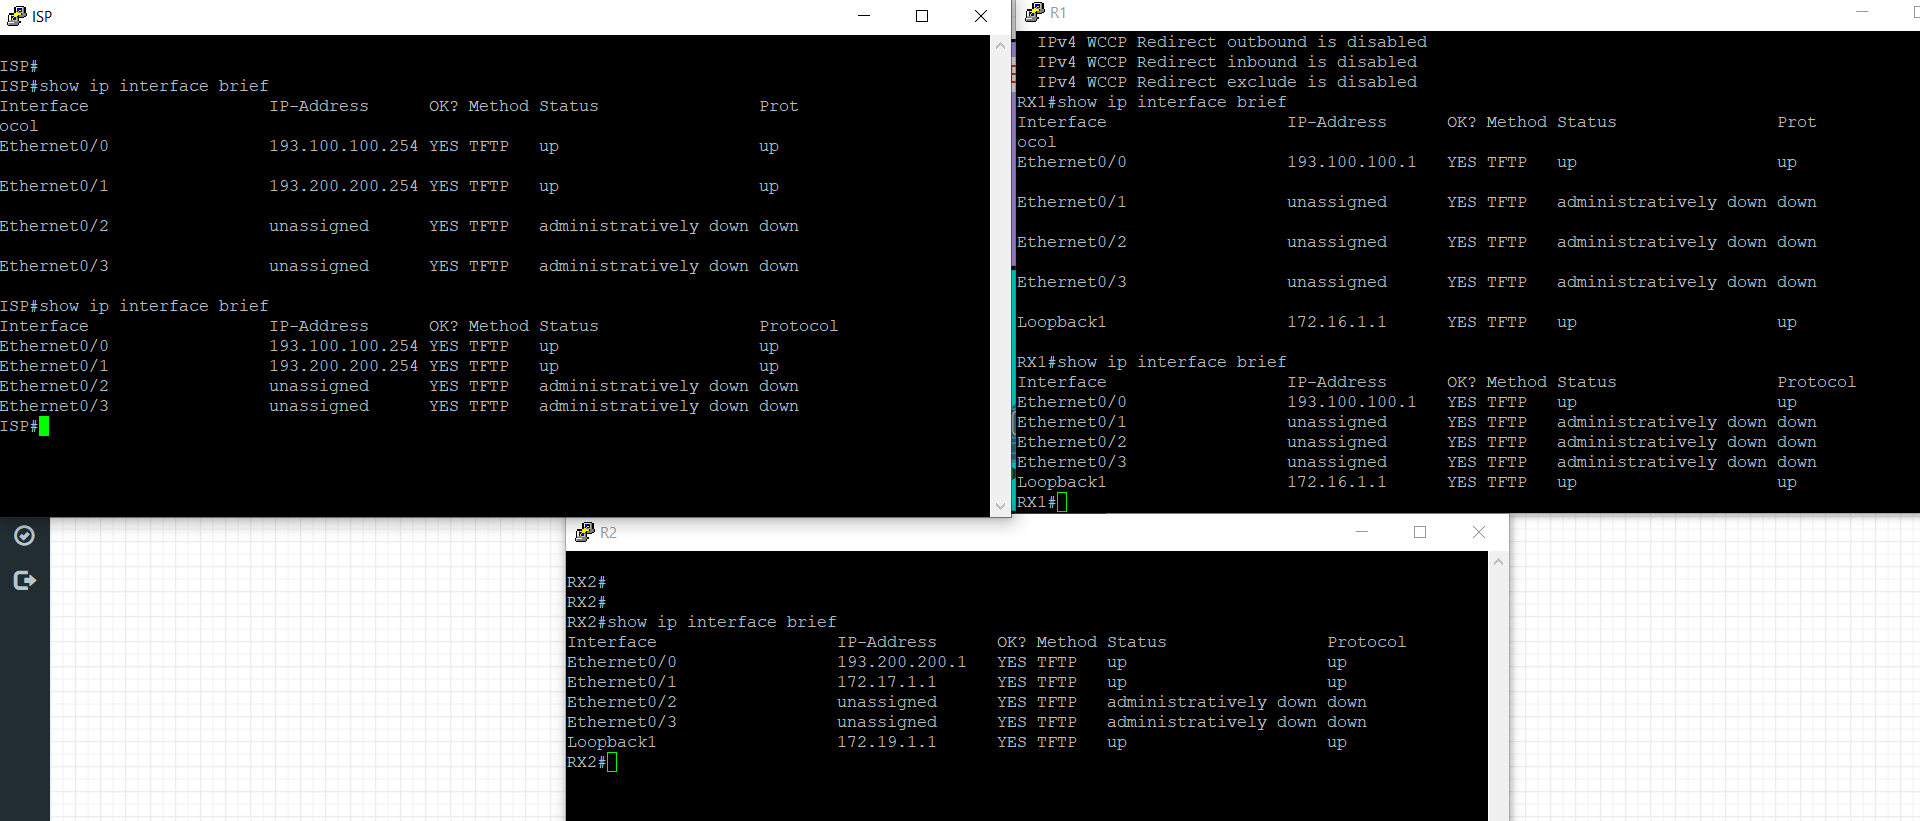 ISP
ISP#
ISP#show ip interface brief
Interface                  IP-Address      OK? Method Status                Prot
ocol
Ethernet0/0                193.100.100.254 YES TFTP   up                    up
Ethernet0/1                193.200.200.254 YES TFTP   up                    up
Ethernet0/2                unassigned      YES TFTP   administratively down down
Ethernet0/3                unassigned      YES TFTP   administratively down down
ISP#show ip interface brief
Interface                  IP-Address      OK? Method Status                Protocol
Ethernet0/0                193.100.100.254 YES TFTP   up                    up
Ethernet0/1                193.200.200.254 YES TFTP   up                    up
Ethernet0/2                unassigned      YES TFTP   administratively down down
Ethernet0/3                unassigned      YES TFTP   administratively down down
ISP#
R1
IPv4 WCCP Redirect outbound is disabled
IPv4 WCCP Redirect inbound is disabled
IPv4 WCCP Redirect exclude is disabled
RX1#show ip interface brief
Interface                  IP-Address      OK? Method Status                Prot
ocol
Ethernet0/0                193.100.100.1   YES TFTP   up                    up
Ethernet0/1                unassigned      YES TFTP   administratively down down
Ethernet0/2                unassigned      YES TFTP   administratively down down
Ethernet0/3                unassigned      YES TFTP   administratively down down
Loopback1                  172.16.1.1      YES TFTP   up                    up
RX1#show ip interface brief
Interface                  IP-Address      OK? Method Status                Protocol
Ethernet0/0                193.100.100.1   YES TFTP   up                    up
Ethernet0/1                unassigned      YES TFTP   administratively down down
Ethernet0/2                unassigned      YES TFTP   administratively down down
Ethernet0/3                unassigned      YES TFTP   administratively down down
Loopback1                  172.16.1.1      YES TFTP   up                    up
RX1#
R2
RX2#
RX2#
RX2#show ip interface brief
Interface                  IP-Address      OK? Method Status                Protocol
Ethernet0/0                193.200.200.1   YES TFTP   up                    up
Ethernet0/1                172.17.1.1      YES TFTP   up                    up
Ethernet0/2                unassigned      YES TFTP   administratively down down
Ethernet0/3                unassigned      YES TFTP   administratively down down
Loopback1                  172.19.1.1      YES TFTP   up                    up
RX2#